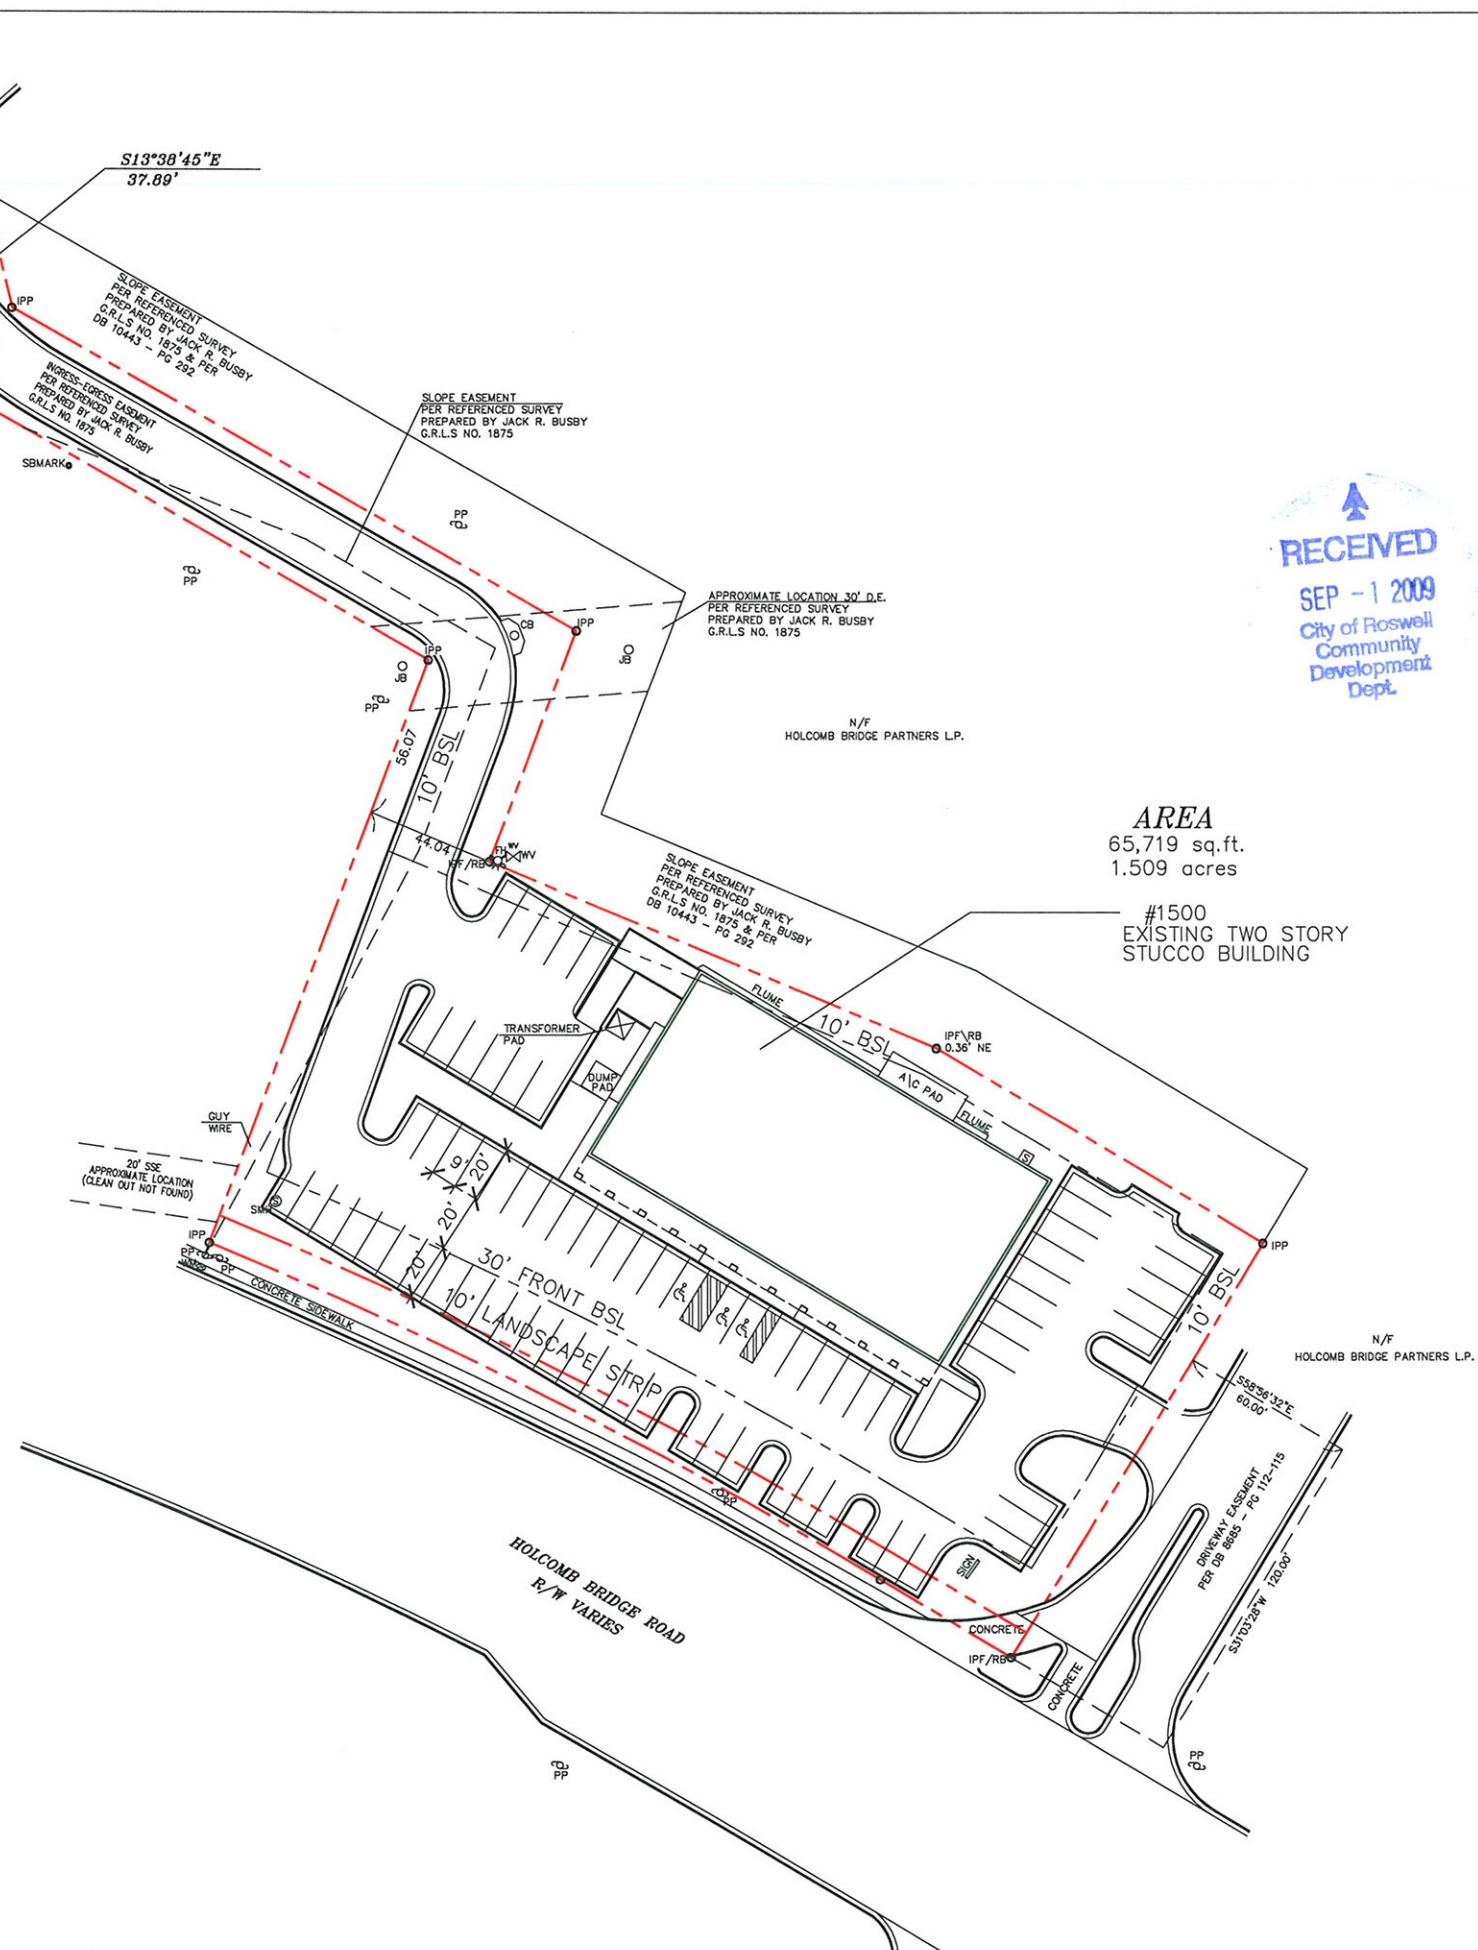 S13°38'45"E
37.89'
IPP
SLOPE EASEMENT
PER REFERENCED SURVEY
PREPARED BY JACK R. BUSBY
G.R.L.S NO. 1875 & PER
DB 10443 - PG 292
INGRESS-EGRESS EASEMENT
PER REFERENCED SURVEY
PREPARED BY JACK R. BUSBY
G.R.L.S NO. 1875
SBMARK
SLOPE EASEMENT
PER REFERENCED SURVEY
PREPARED BY JACK R. BUSBY
G.R.L.S NO. 1875
PP
PP
RECEIVED
SEP - 1 2009
City of Roswell
Community
Development
Dept.
APPROXIMATE LOCATION 30' D.E.
PER REFERENCED SURVEY
PREPARED BY JACK R. BUSBY
G.R.L.S NO. 1875
CB
IPP
JB
IPP
JB
PP
N/F
HOLCOMB BRIDGE PARTNERS L.P.
56.07
10' BSL
44.04
IPF/RB
FH
WV
WV
AREA
65,719 sq.ft.
1.509 acres
#1500
EXISTING TWO STORY
STUCCO BUILDING
SLOPE EASEMENT
PER REFERENCED SURVEY
PREPARED BY JACK R. BUSBY
G.R.L.S NO. 1875 & PER
DB 10443 - PG 292
FLUME
10' BSL
IPF\RB
0.36' NE
TRANSFORMER
PAD
DUMP
PAD
A\C PAD
FLUME
S
GUY
WIRE
20' SSE
APPROXIMATE LOCATION
(CLEAN OUT NOT FOUND)
9'
20'
20'
20'
S
IPP
PP
PP
CONCRETE SIDEWALK
30' FRONT BSL
10' LANDSCAPE STRIP
IPP
10' BSL
N/F
HOLCOMB BRIDGE PARTNERS L.P.
S58°56'32"E
60.00'
PP
DRIVEWAY EASEMENT
PER DB 8685 - PG 112-115
S31°03'28"W 120.00'
SIGN
HOLCOMB BRIDGE ROAD
R/W VARIES
CONCRETE
IPF/RB
CONCRETE
PP
PP